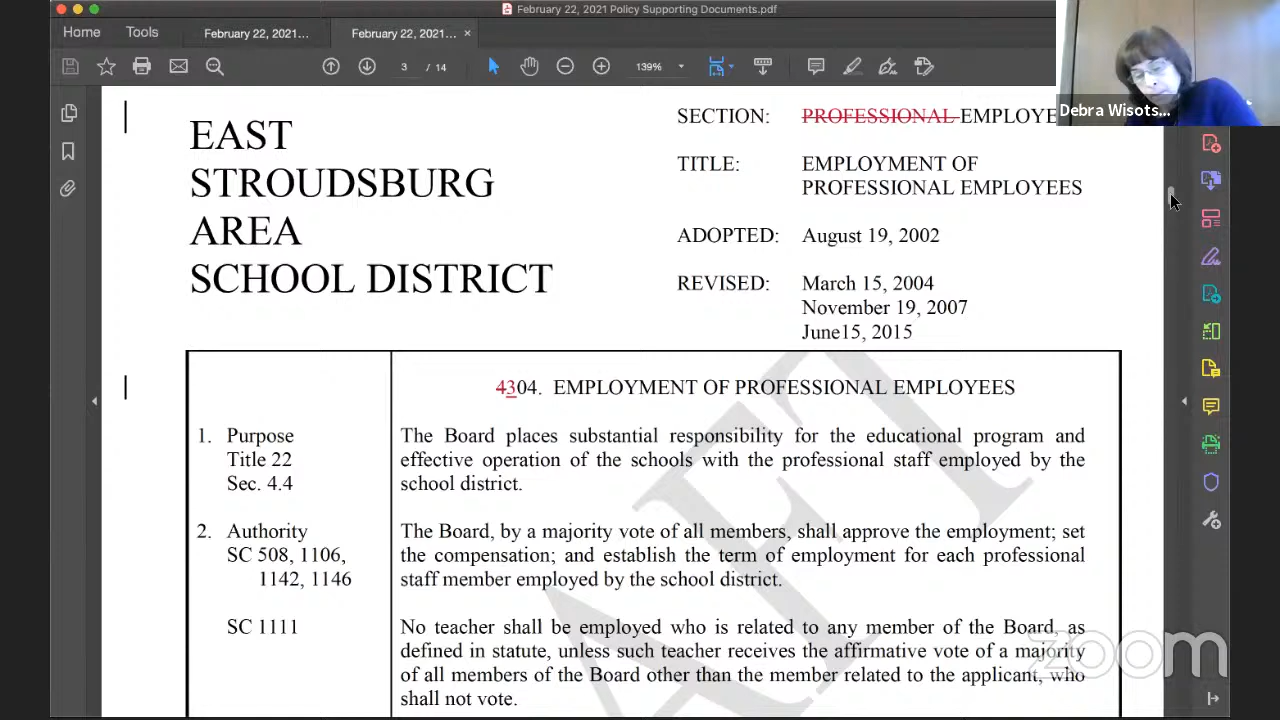 February 22, 2021 Policy Supporting Documents.pdf
Home Tools February 22, 2021... February 22, 2021... ×
3 / 14 139%
Debra Wisots...
EAST
STROUDSBURG
AREA
SCHOOL DISTRICT
SECTION: PROFESSIONAL EMPLOYE
TITLE: EMPLOYMENT OF
PROFESSIONAL EMPLOYEES
ADOPTED: August 19, 2002
REVISED: March 15, 2004
November 19, 2007
June15, 2015
4304. EMPLOYMENT OF PROFESSIONAL EMPLOYEES
1. Purpose
Title 22
Sec. 4.4
The Board places substantial responsibility for the educational program and
effective operation of the schools with the professional staff employed by the
school district.
2. Authority
SC 508, 1106,
1142, 1146
The Board, by a majority vote of all members, shall approve the employment; set
the compensation; and establish the term of employment for each professional
staff member employed by the school district.
SC 1111
No teacher shall be employed who is related to any member of the Board, as
defined in statute, unless such teacher receives the affirmative vote of a majority
of all members of the Board other than the member related to the applicant, who
shall not vote.
zoom